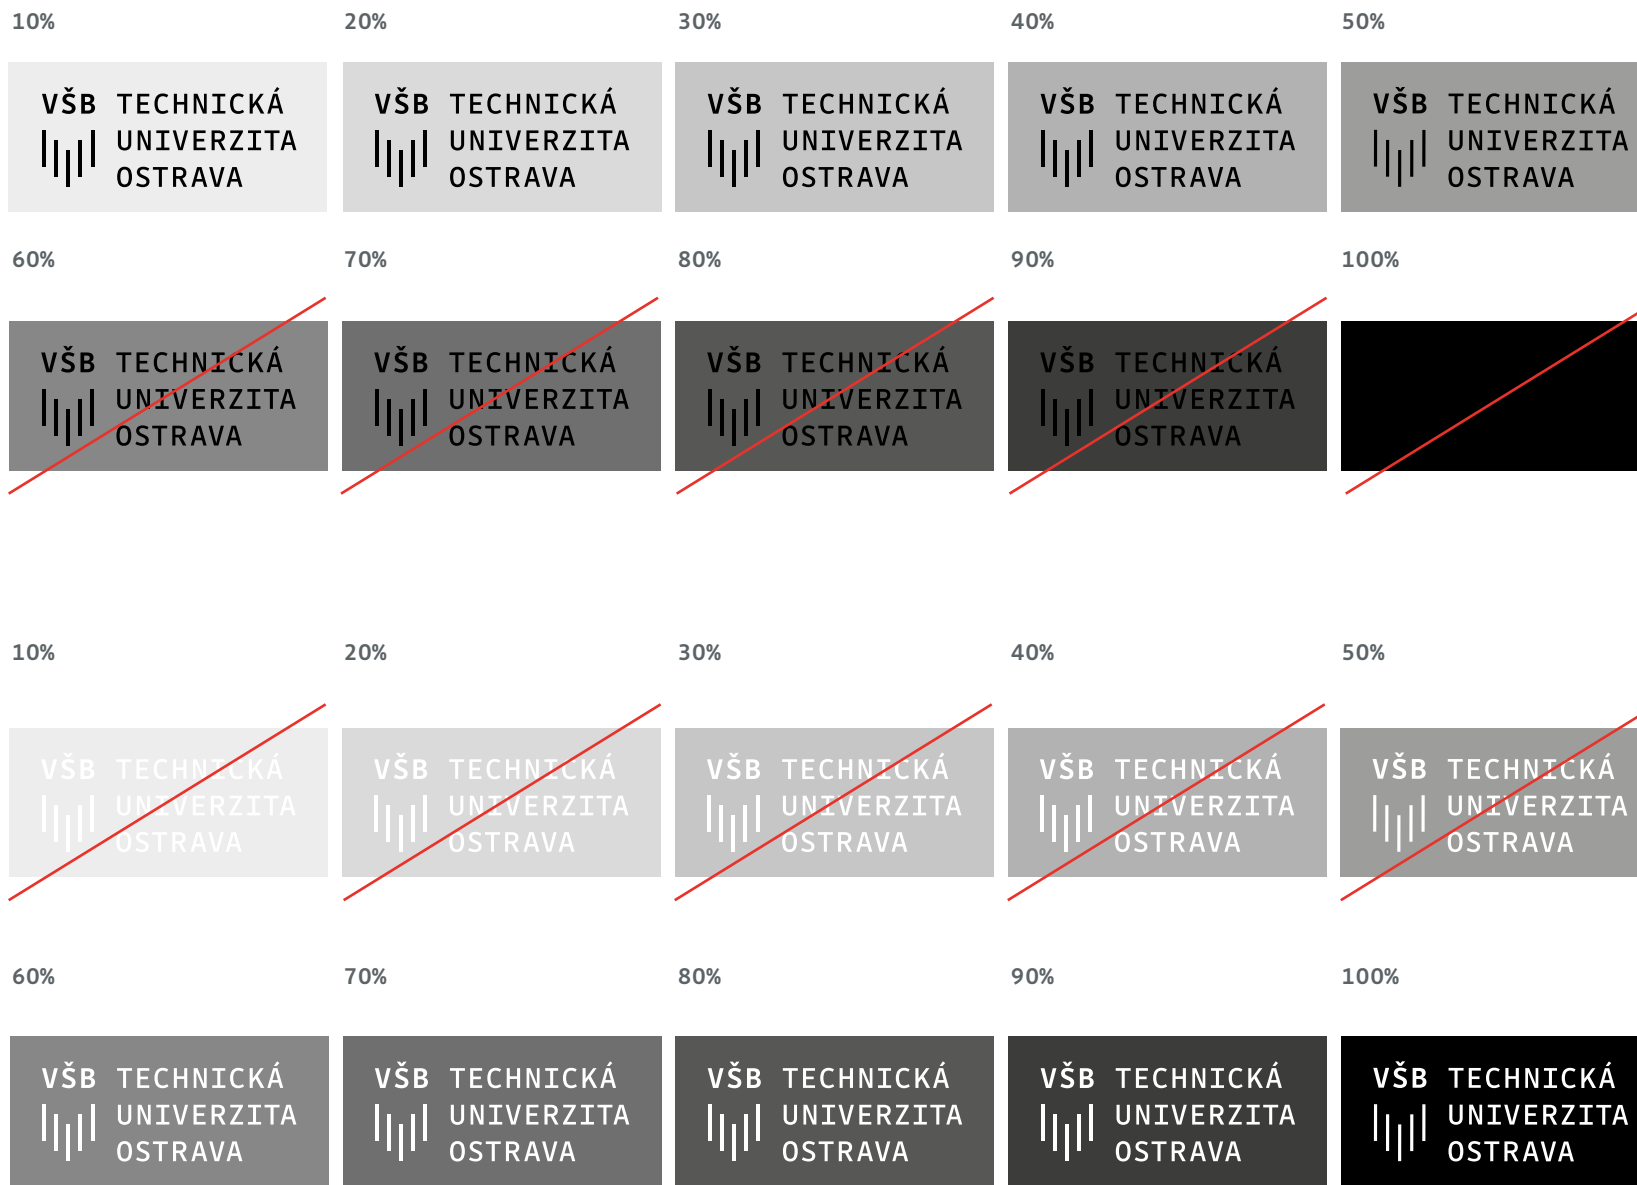 10% 20% 30% 40% 50%
VŠB TECHNICKÁ VŠB TECHNICKÁ VŠB TECHNICKÁ VŠB TECHNICKÁ VŠB TECHNICKÁ
UNIVERZITA UNIVERZITA UNIVERZITA UNIVERZITA UNIVERZITA
OSTRAVA OSTRAVA OSTRAVA OSTRAVA OSTRAVA
60% 70% 80% 90% 100%
VŠB TECHNICKÁ VŠB TECHNICKÁ VŠB TECHNICKÁ VŠB TECHNICKÁ
UNIVERZITA UNIVERZITA UNIVERZITA UNIVERZITA
OSTRAVA OSTRAVA OSTRAVA OSTRAVA
10% 20% 30% 40% 50%
VŠB TECHNICKÁ VŠB TECHNICKÁ VŠB TECHNICKÁ VŠB TECHNICKÁ VŠB TECHNICKÁ
UNIVERZITA UNIVERZITA UNIVERZITA UNIVERZITA UNIVERZITA
OSTRAVA OSTRAVA OSTRAVA OSTRAVA OSTRAVA
60% 70% 80% 90% 100%
VŠB TECHNICKÁ VŠB TECHNICKÁ VŠB TECHNICKÁ VŠB TECHNICKÁ VŠB TECHNICKÁ
UNIVERZITA UNIVERZITA UNIVERZITA UNIVERZITA UNIVERZITA
OSTRAVA OSTRAVA OSTRAVA OSTRAVA OSTRAVA